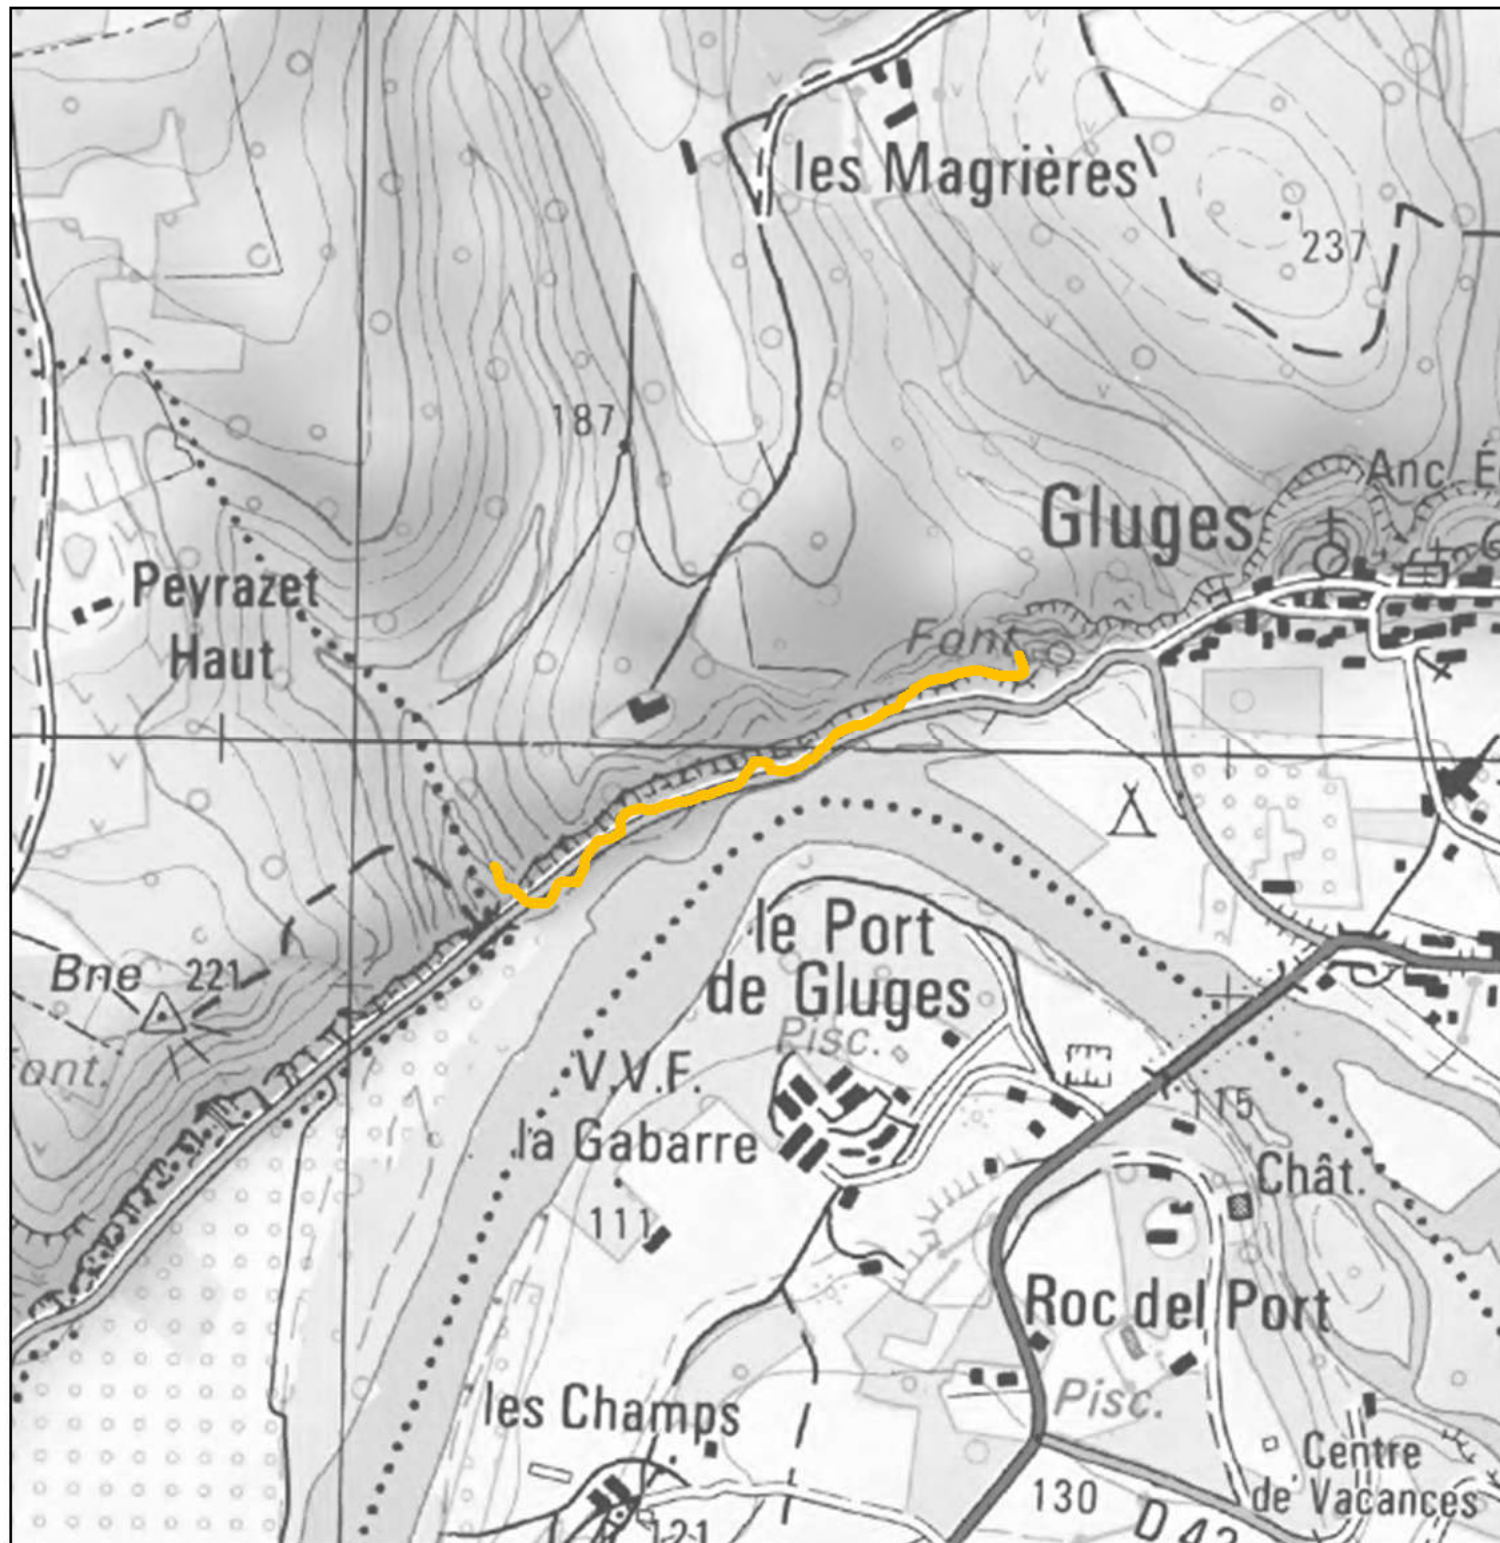 les Magrières
237
187
Anc. É
Gluges
Peyrazet
Haut
Font.
le Port
de Gluges
Bne 221
Pisc.
ont.
V.V.F.
la Gabarre
115
Chât.
111
Roc del Port
Pisc.
les Champs
Centre
de Vacances
130
D 43
121